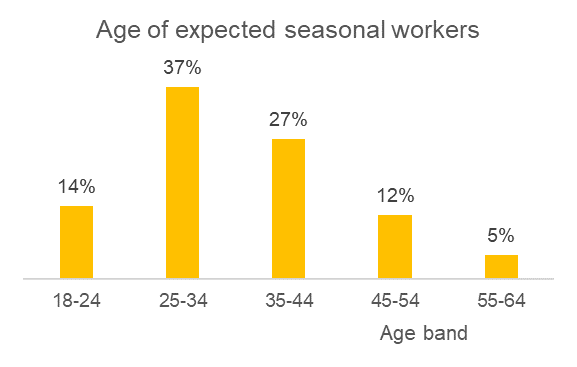 Age of expected seasonal workers
37%
27%
14%
12%
5%
18-24 25-34 35-44 45-54 55-64
Age band